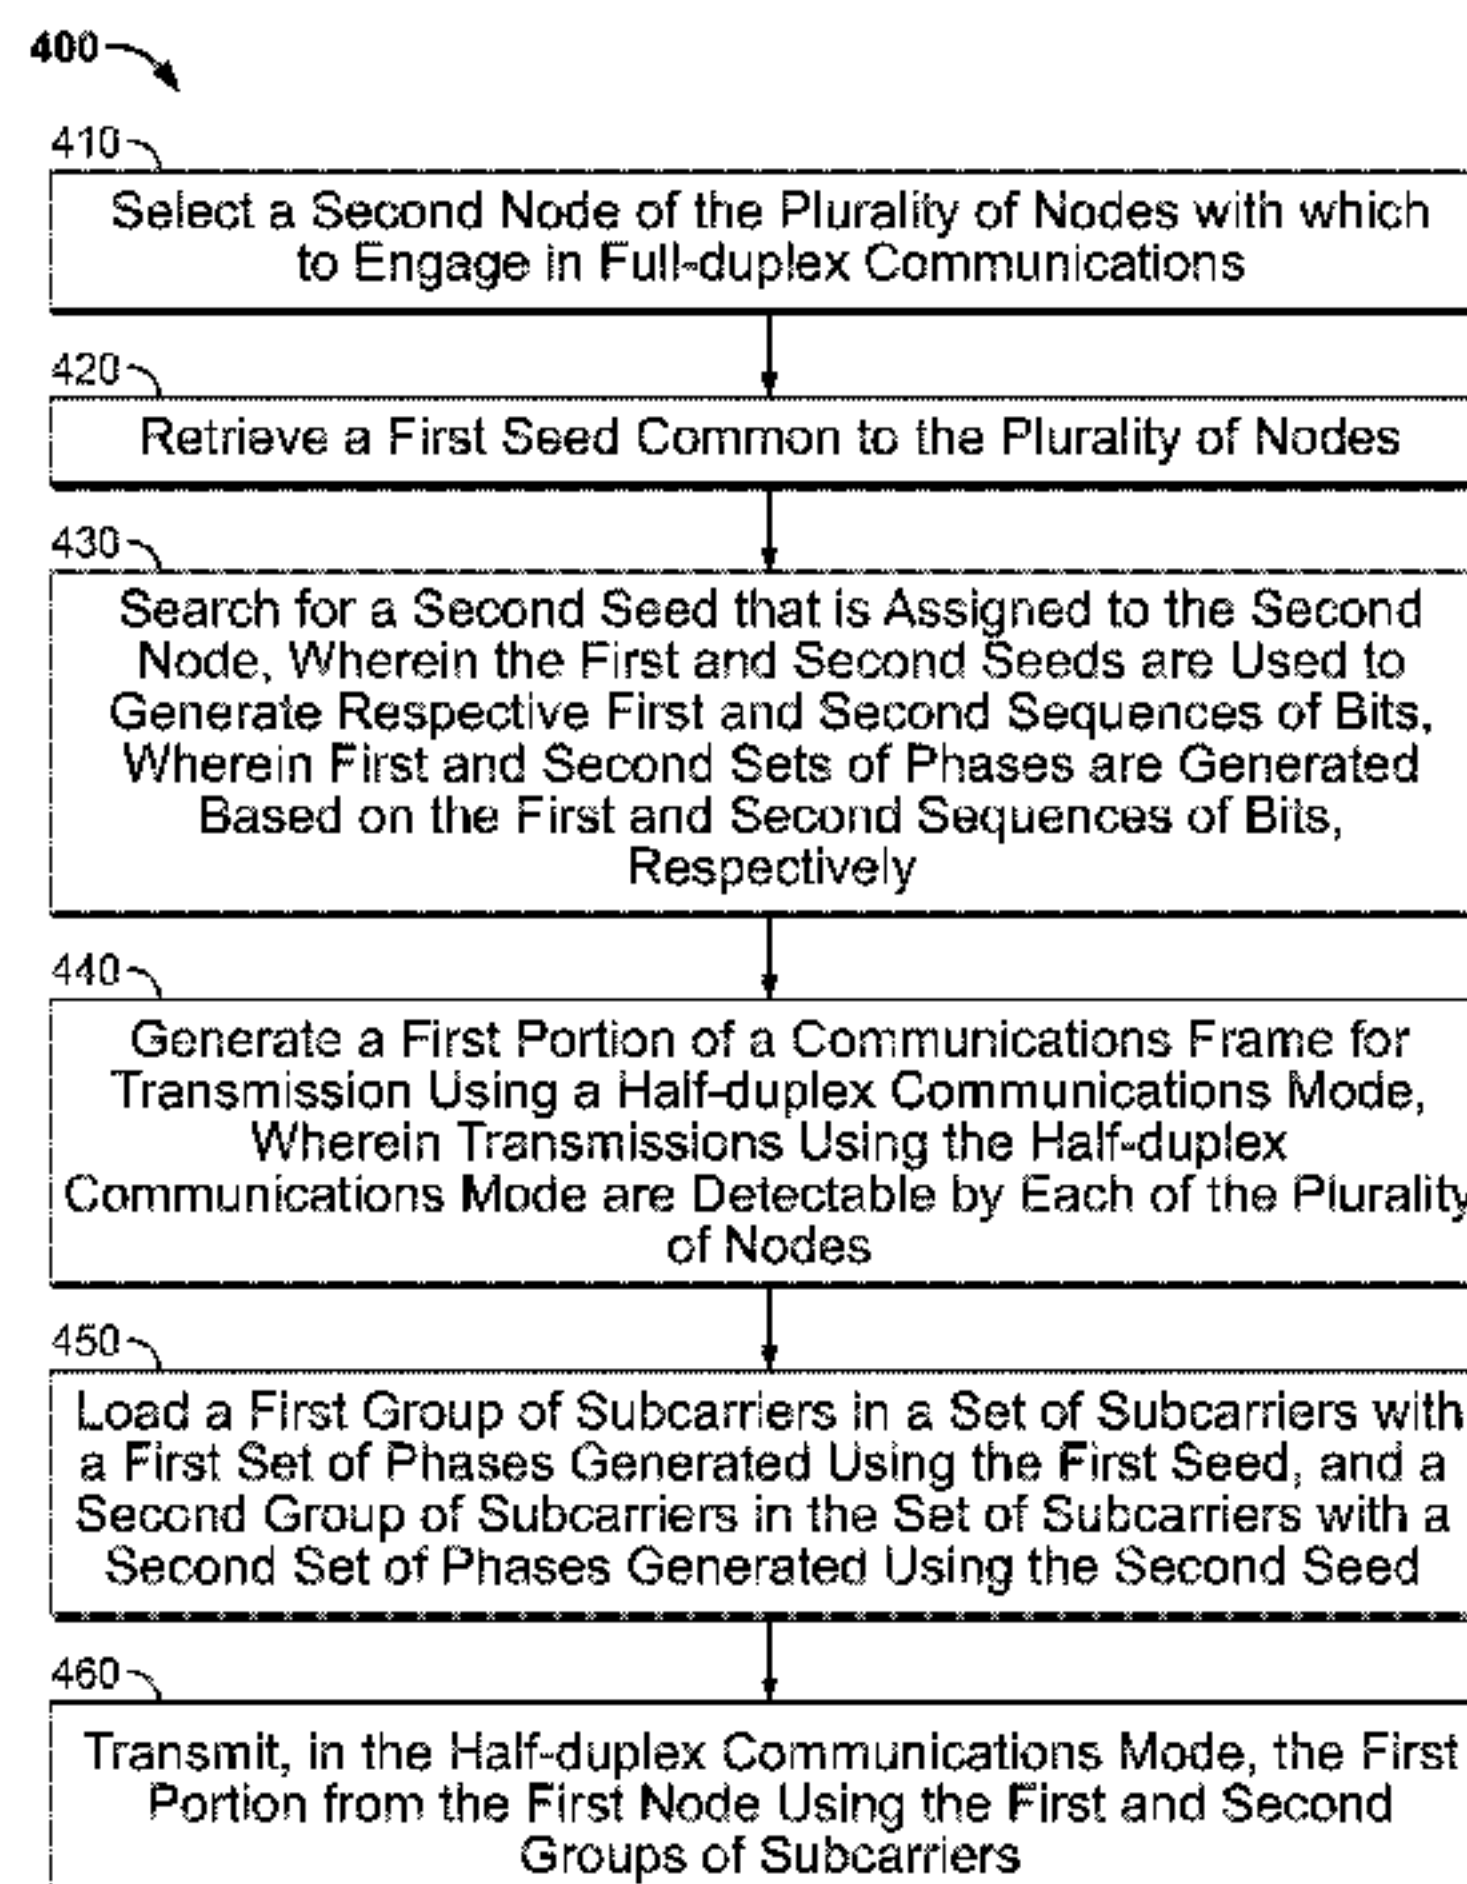 400
410
Select a Second Node of the Plurality of Nodes with which
to Engage in Full-duplex Communications
420
Retrieve a First Seed Common to the Plurality of Nodes
430
Search for a Second Seed that is Assigned to the Second
Node, Wherein the First and Second Seeds are Used to
Generate Respective First and Second Sequences of Bits,
Wherein First and Second Sets of Phases are Generated
Based on the First and Second Sequences of Bits,
Respectively
440
Generate a First Portion of a Communications Frame for
Transmission Using a Half-duplex Communications Mode,
Wherein Transmissions Using the Half-duplex
Communications Mode are Detectable by Each of the Plurality
of Nodes
450
Load a First Group of Subcarriers in a Set of Subcarriers with
a First Set of Phases Generated Using the First Seed, and a
Second Group of Subcarriers in the Set of Subcarriers with a
Second Set of Phases Generated Using the Second Seed
460
Transmit, in the Half-duplex Communications Mode, the First
Portion from the First Node Using the First and Second
Groups of Subcarriers